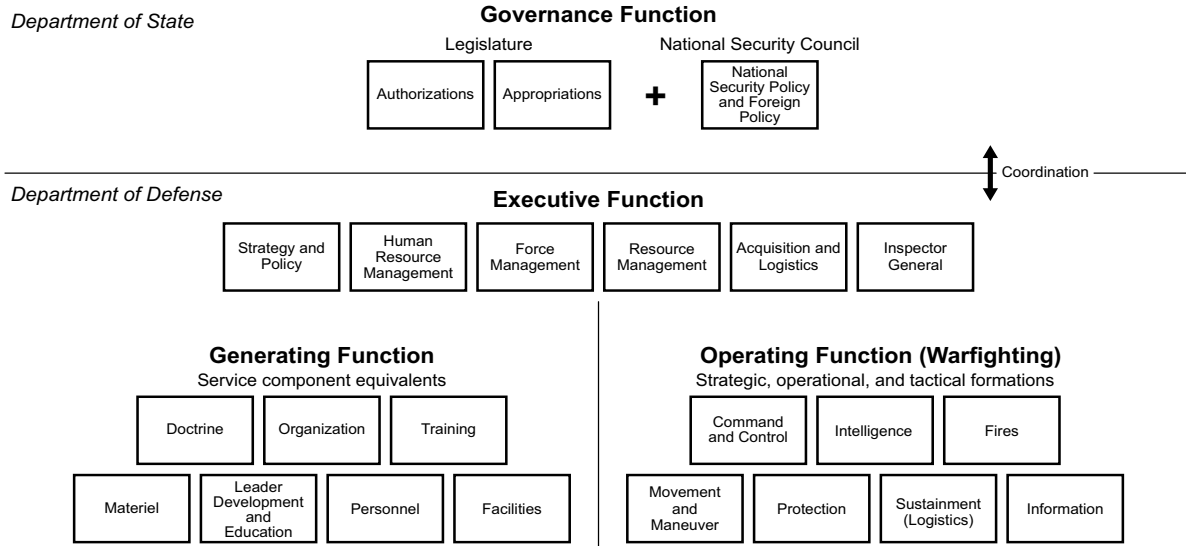 Department of State
Governance Function
Legislature
National Security Council
Authorizations
Appropriations
+
National
Security Policy
and Foreign
Policy
Coordination
Department of Defense
Executive Function
Strategy and
Policy
Human
Resource
Management
Force
Management
Resource
Management
Acquisition and
Logistics
Inspector
General
Generating Function
Service component equivalents
Doctrine
Organization
Training
Materiel
Leader
Development
and
Education
Personnel
Facilities
Operating Function (Warfighting)
Strategic, operational, and tactical formations
Command
and Control
Intelligence
Fires
Movement
and
Maneuver
Protection
Sustainment
(Logistics)
Information